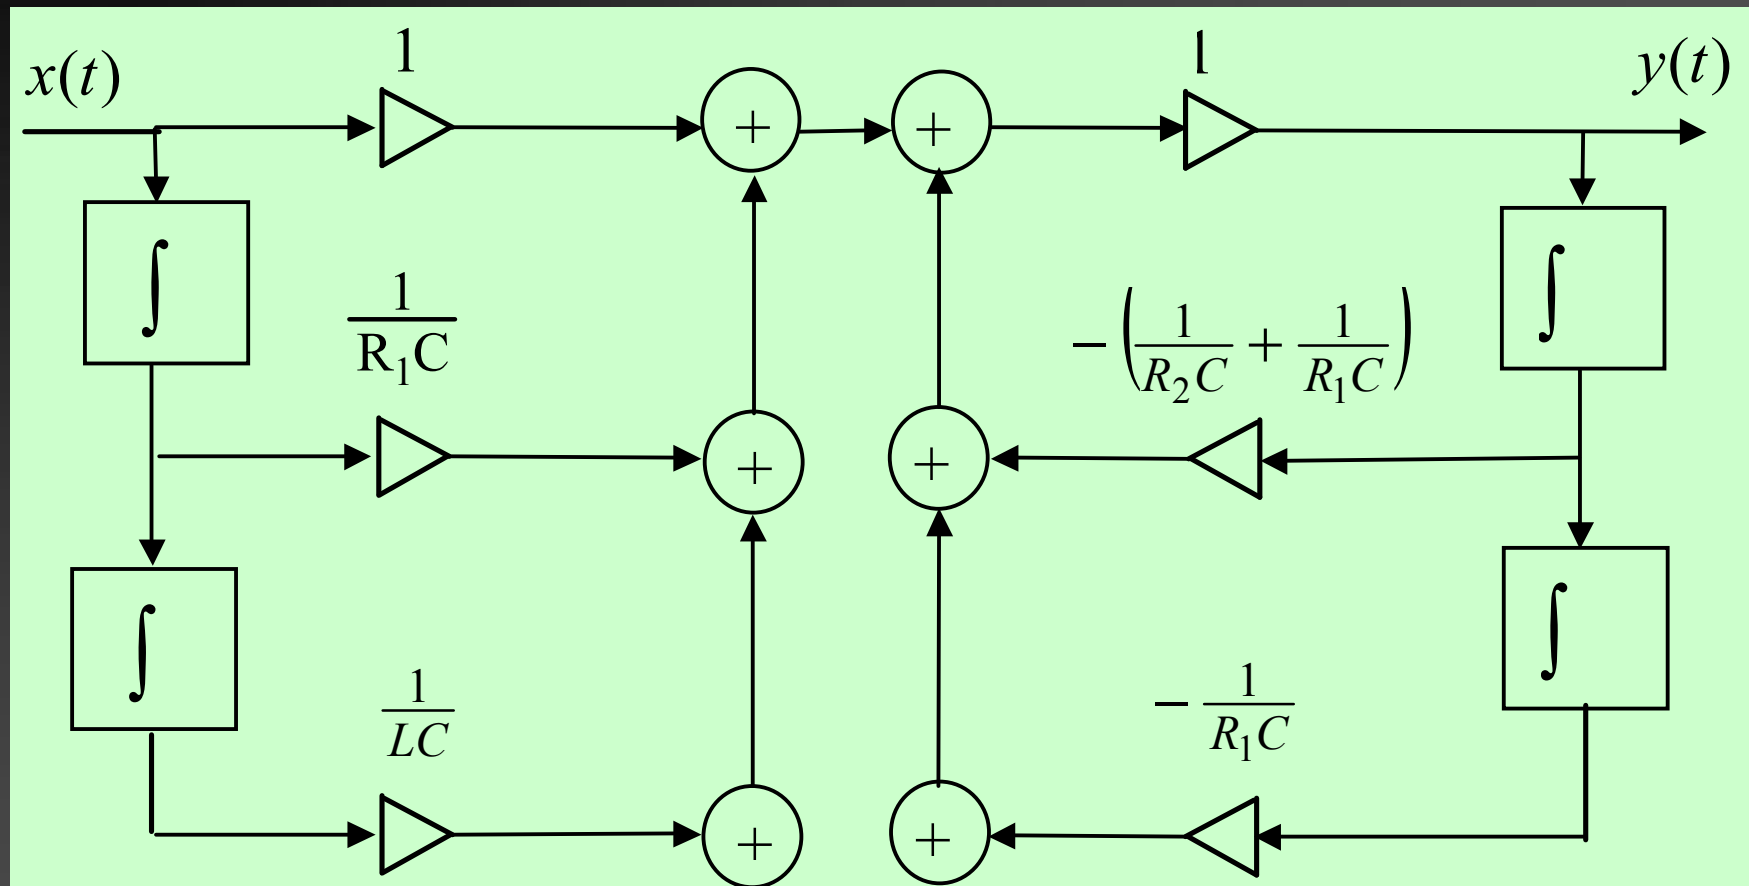 x(t)
1
1
y(t)
+
+
∫
∫
1/(R₁C)
−(1/(R₂C) + 1/(R₁C))
+
+
∫
∫
1/(LC)
−1/(R₁C)
+
+